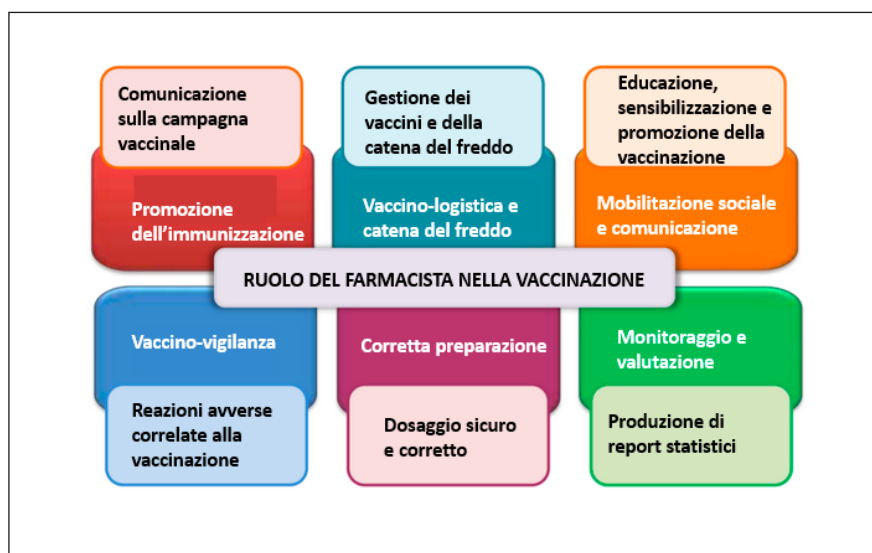 Comunicazione
sulla campagna
vaccinale
Promozione
dell'immunizzazione
Gestione dei
vaccini e della
catena del freddo
Vaccino-logistica e
catena del freddo
Educazione,
sensibilizzazione e
promozione della
vaccinazione
Mobilitazione sociale
e comunicazione
RUOLO DEL FARMACISTA NELLA VACCINAZIONE
Vaccino-vigilanza
Reazioni avverse
correlate alla
vaccinazione
Corretta preparazione
Dosaggio sicuro
e corretto
Monitoraggio e
valutazione
Produzione di
report statistici